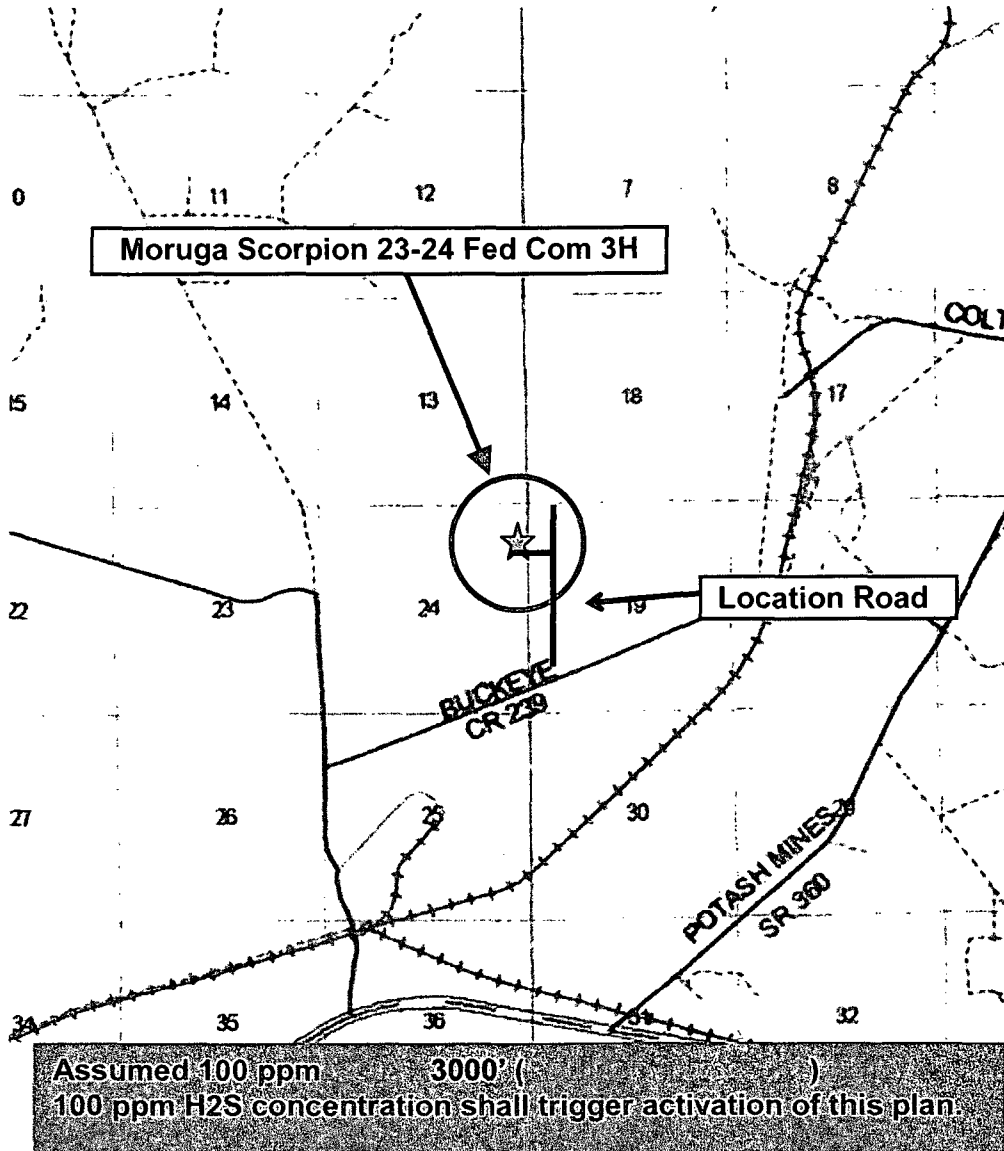 0 11 12 7 8
Moruga Scorpion 23-24 Fed Com 3H
COLT
15 14 13 18 17
22 23 24 19 Location Road
BUCKEYE
CR 239
27 26 25 30 29
POTASH MINES
SR 360
34 35 36 31 32
Assumed 100 ppm 3000' ( )
100 ppm H2S concentration shall trigger activation of this plan.